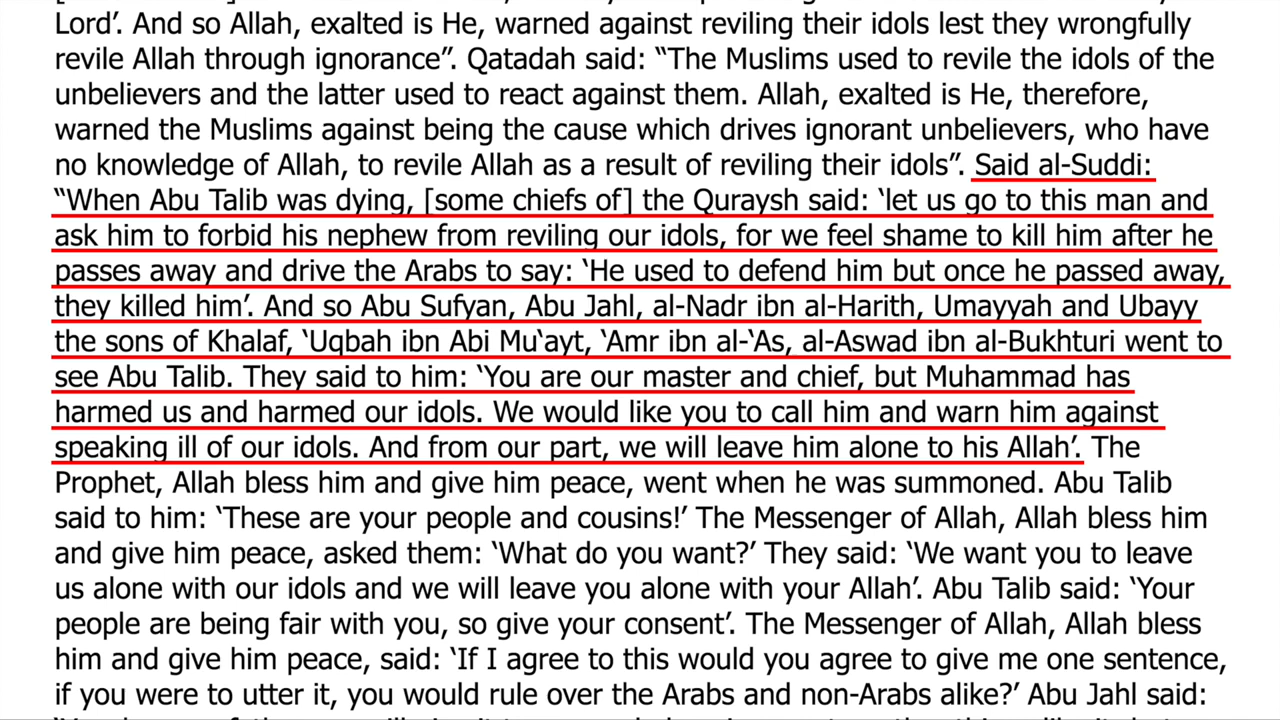 Lord’. And so Allah, exalted is He, warned against reviling their idols lest they wrongfully
revile Allah through ignorance”. Qatadah said: “The Muslims used to revile the idols of the
unbelievers and the latter used to react against them. Allah, exalted is He, therefore,
warned the Muslims against being the cause which drives ignorant unbelievers, who have
no knowledge of Allah, to revile Allah as a result of reviling their idols”. Said al-Suddi:
“When Abu Talib was dying, [some chiefs of] the Quraysh said: ‘let us go to this man and
ask him to forbid his nephew from reviling our idols, for we feel shame to kill him after he
passes away and drive the Arabs to say: ‘He used to defend him but once he passed away,
they killed him’. And so Abu Sufyan, Abu Jahl, al-Nadr ibn al-Harith, Umayyah and Ubayy
the sons of Khalaf, ‘Uqbah ibn Abi Mu‘ayt, ‘Amr ibn al-‘As, al-Aswad ibn al-Bukhturi went to
see Abu Talib. They said to him: ‘You are our master and chief, but Muhammad has
harmed us and harmed our idols. We would like you to call him and warn him against
speaking ill of our idols. And from our part, we will leave him alone to his Allah’. The
Prophet, Allah bless him and give him peace, went when he was summoned. Abu Talib
said to him: ‘These are your people and cousins!’ The Messenger of Allah, Allah bless him
and give him peace, asked them: ‘What do you want?’ They said: ‘We want you to leave
us alone with our idols and we will leave you alone with your Allah’. Abu Talib said: ‘Your
people are being fair with you, so give your consent’. The Messenger of Allah, Allah bless
him and give him peace, said: ‘If I agree to this would you agree to give me one sentence,
if you were to utter it, you would rule over the Arabs and non-Arabs alike?’ Abu Jahl said: